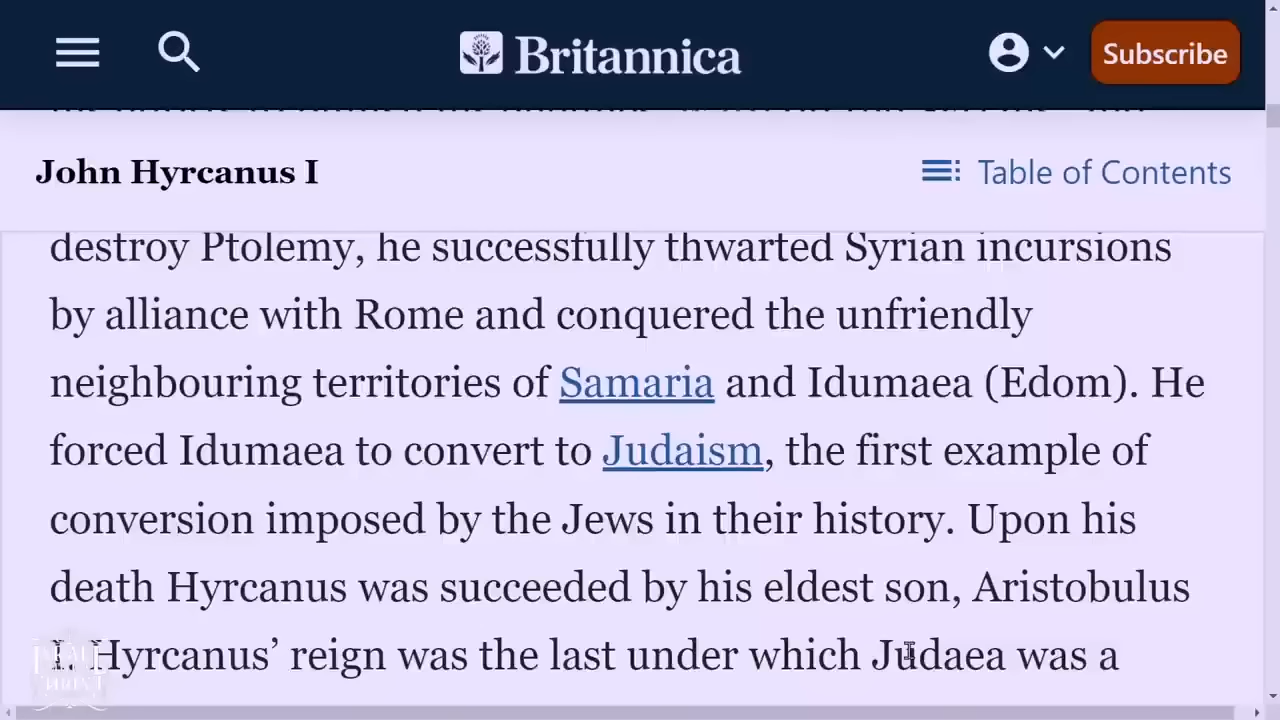 Britannica
Subscribe
John Hyrcanus I
Table of Contents
destroy Ptolemy, he successfully thwarted Syrian incursions
by alliance with Rome and conquered the unfriendly
neighbouring territories of Samaria and Idumaea (Edom). He
forced Idumaea to convert to Judaism, the first example of
conversion imposed by the Jews in their history. Upon his
death Hyrcanus was succeeded by his eldest son, Aristobulus
Hyrcanus’ reign was the last under which Judaea was a